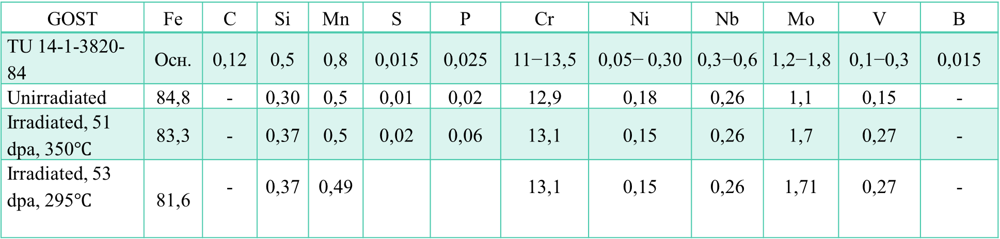 GOST Fe C Si Mn S P Cr Ni Nb Mo V B
TU 14-1-3820-
84 Осн. 0,12 0,5 0,8 0,015 0,025 11−13,5 0,05− 0,30 0,3−0,6 1,2−1,8 0,1−0,3 0,015
Unirradiated 84,8 - 0,30 0,5 0,01 0,02 12,9 0,18 0,26 1,1 0,15 -
Irradiated, 51
dpa, 350℃ 83,3 - 0,37 0,5 0,02 0,06 13,1 0,15 0,26 1,7 0,27 -
Irradiated, 53
dpa, 295℃ 81,6 - 0,37 0,49 13,1 0,15 0,26 1,71 0,27 -